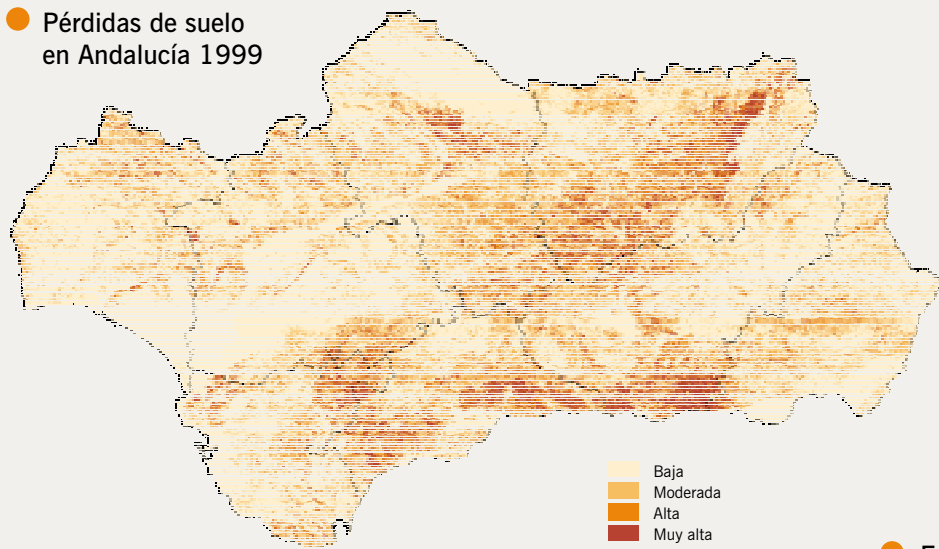 Pérdidas de suelo
en Andalucía 1999
Baja
Moderada
Alta
Muy alta